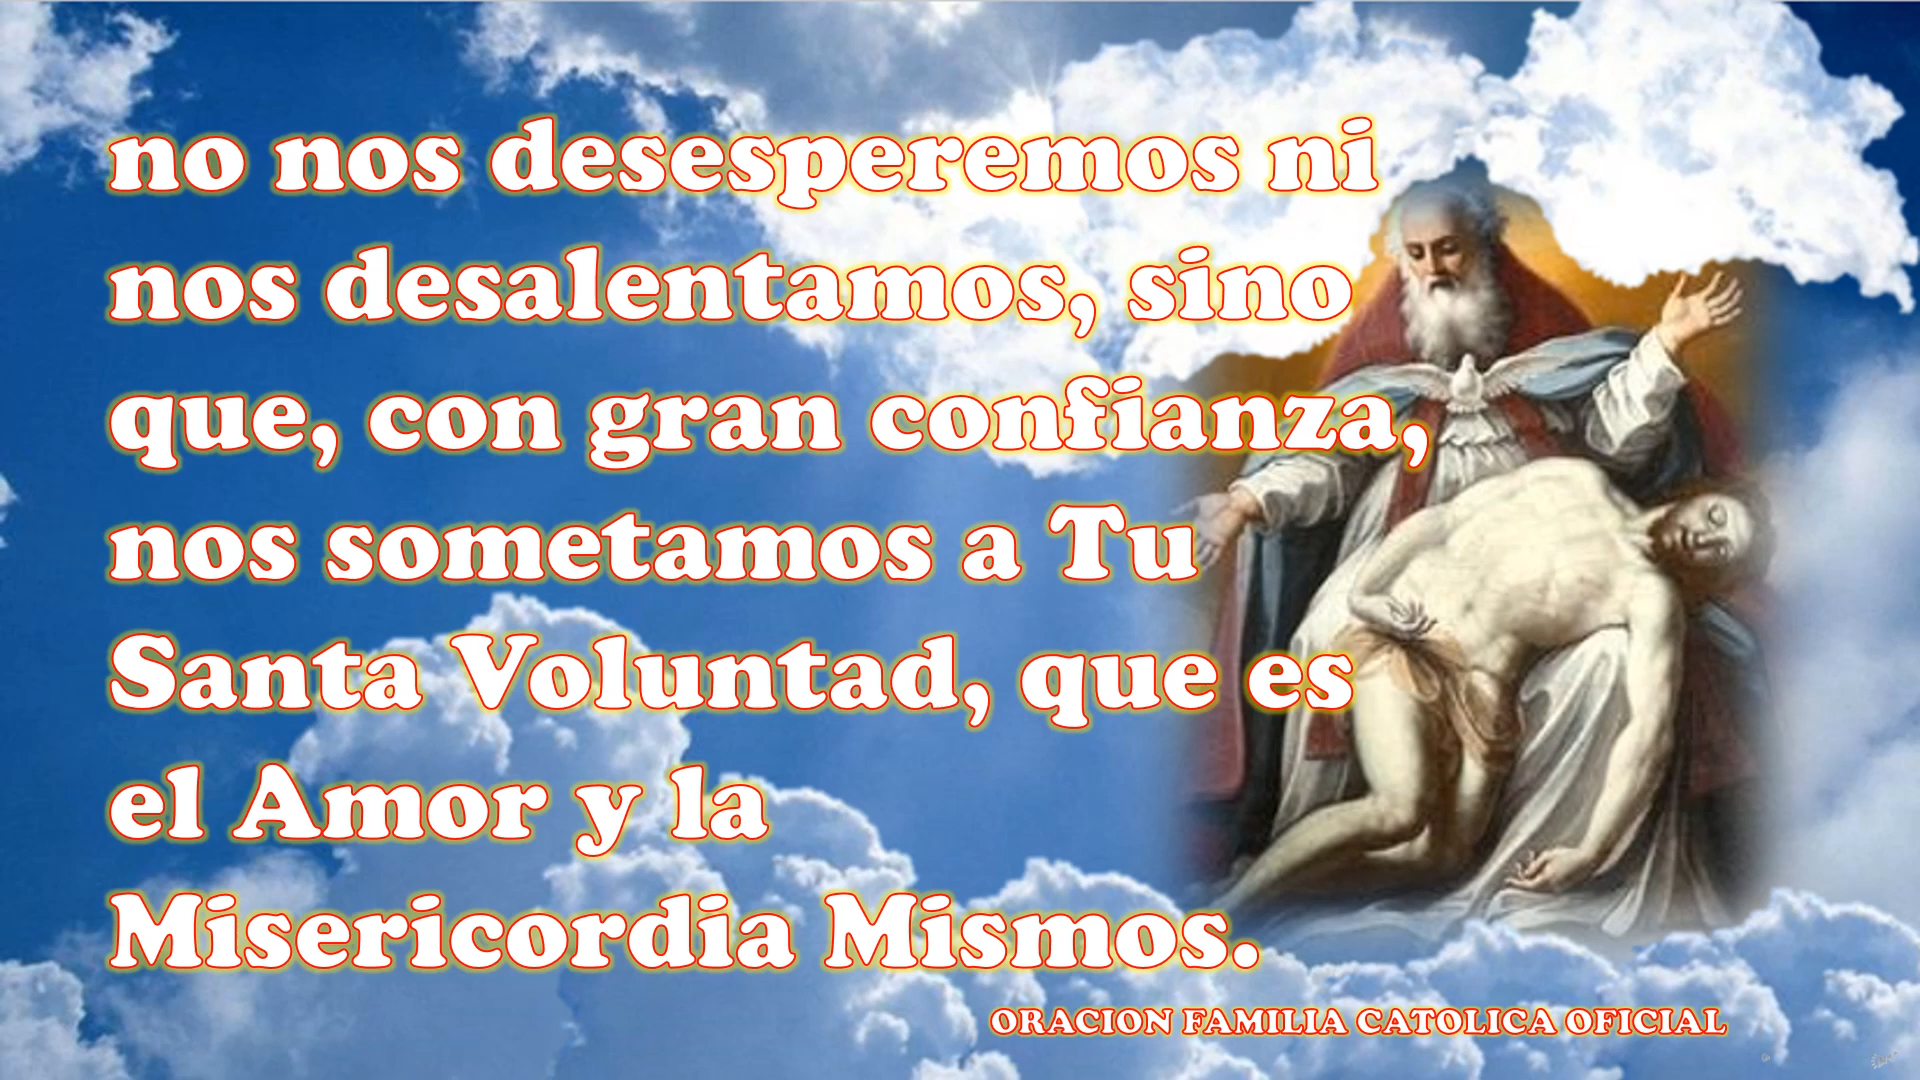 no nos desesperemos ni
nos desalentamos, sino
que, con gran confianza,
nos sometamos a Tu
Santa Voluntad, que es
el Amor y la
Misericordia Mismos.
ORACION FAMILIA CATOLICA OFICIAL